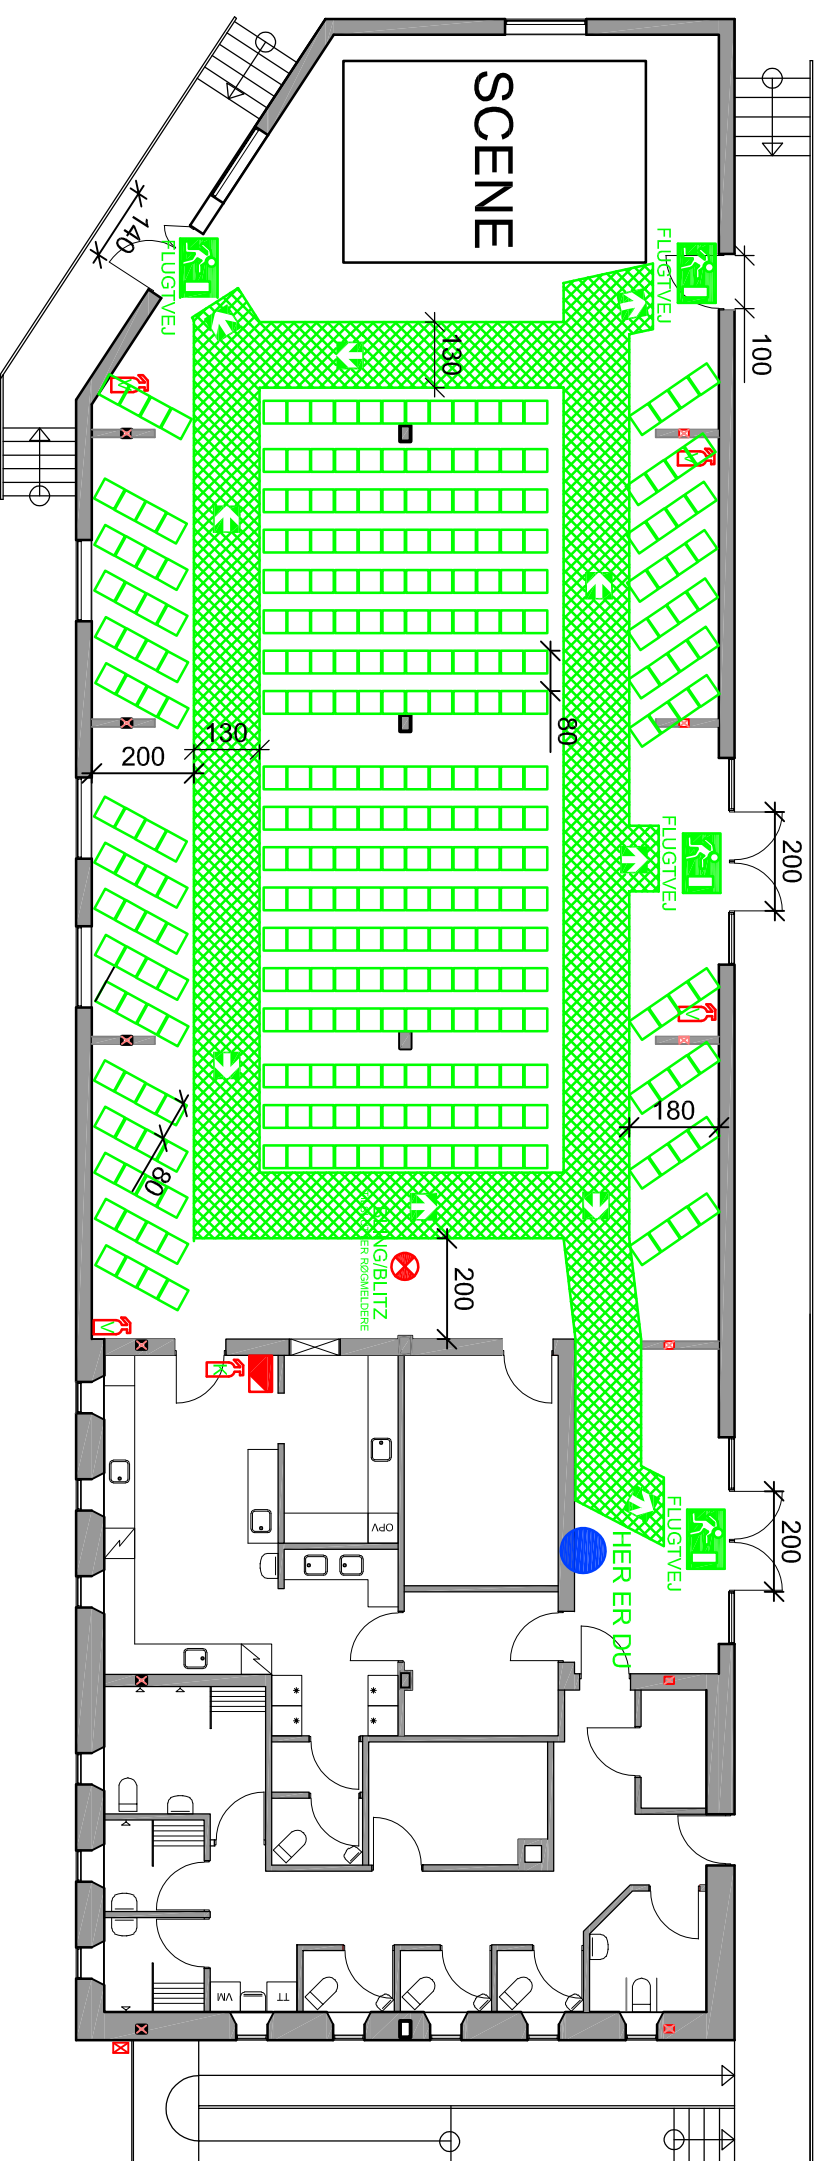 SCENE
140
FLUGTVEJ
FLUGTVEJ
100
130
80
130
200
FLUGTVEJ
200
180
80
200
OPV
FLUGTVEJ
200
HER ER DU
K
V
V
V
VM
TT